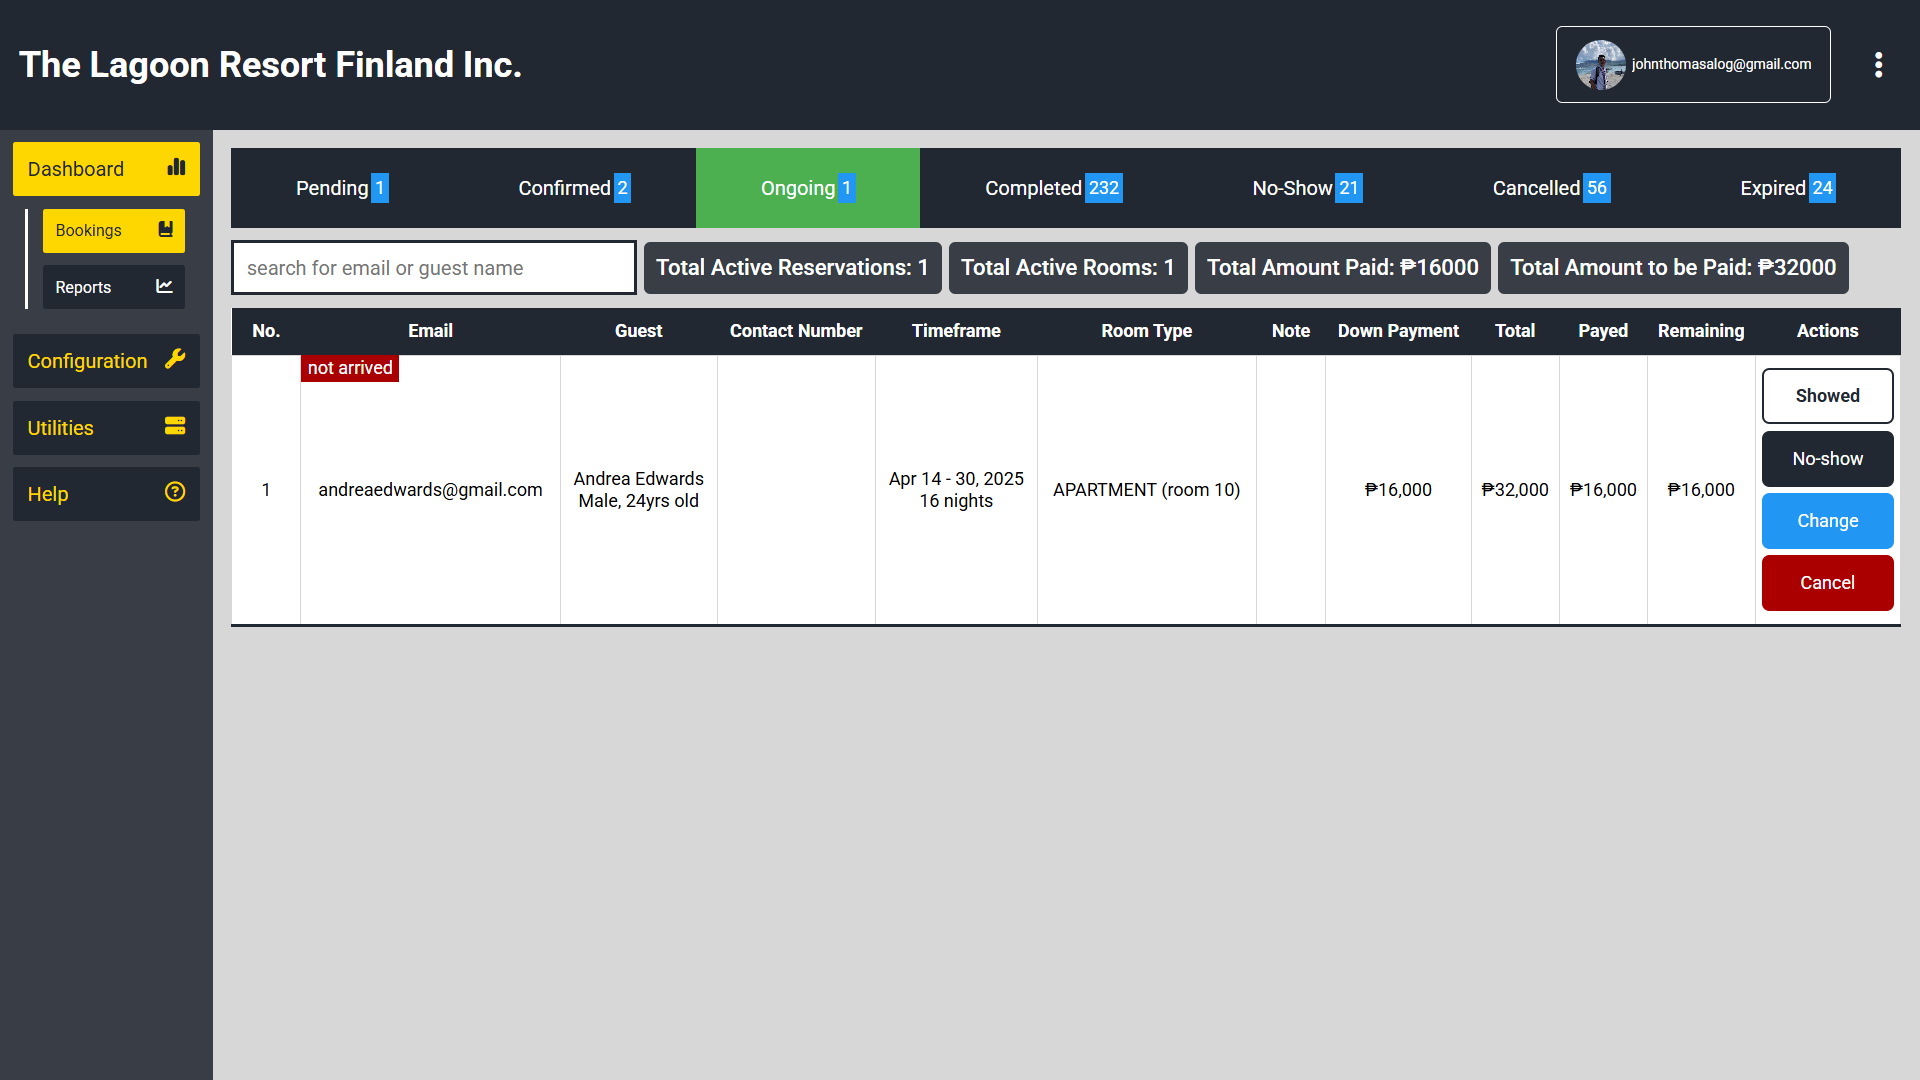 The Lagoon Resort Finland Inc.
johnthomasalog@gmail.com
Dashboard
Bookings
Reports
Configuration
Utilities
Help
Pending 1
Confirmed 2
Ongoing 1
Completed 232
No-Show 21
Cancelled 56
Expired 24
search for email or guest name
Total Active Reservations: 1
Total Active Rooms: 1
Total Amount Paid: ₱16000
Total Amount to be Paid: ₱32000
No. Email Guest Contact Number Timeframe Room Type Note Down Payment Total Payed Remaining Actions
not arrived
1 andreaedwards@gmail.com
Andrea Edwards
Male, 24yrs old
Apr 14 - 30, 2025
16 nights
APARTMENT (room 10)
₱16,000 ₱32,000 ₱16,000 ₱16,000
Showed
No-show
Change
Cancel